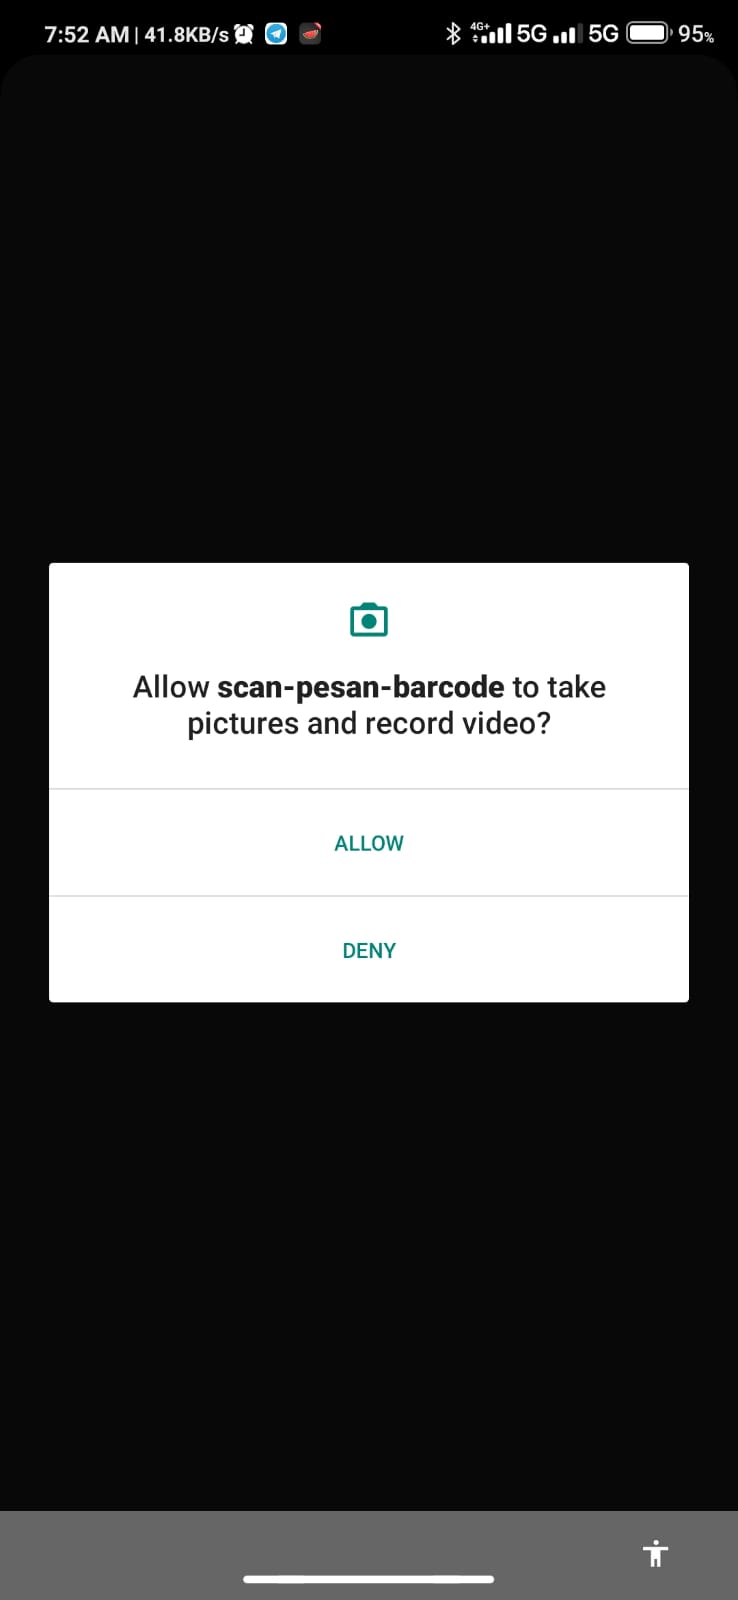 7:52 AM | 41.8KB/s 4G+ 5G 5G 95%
Allow scan-pesan-barcode to take
pictures and record video?
ALLOW
DENY